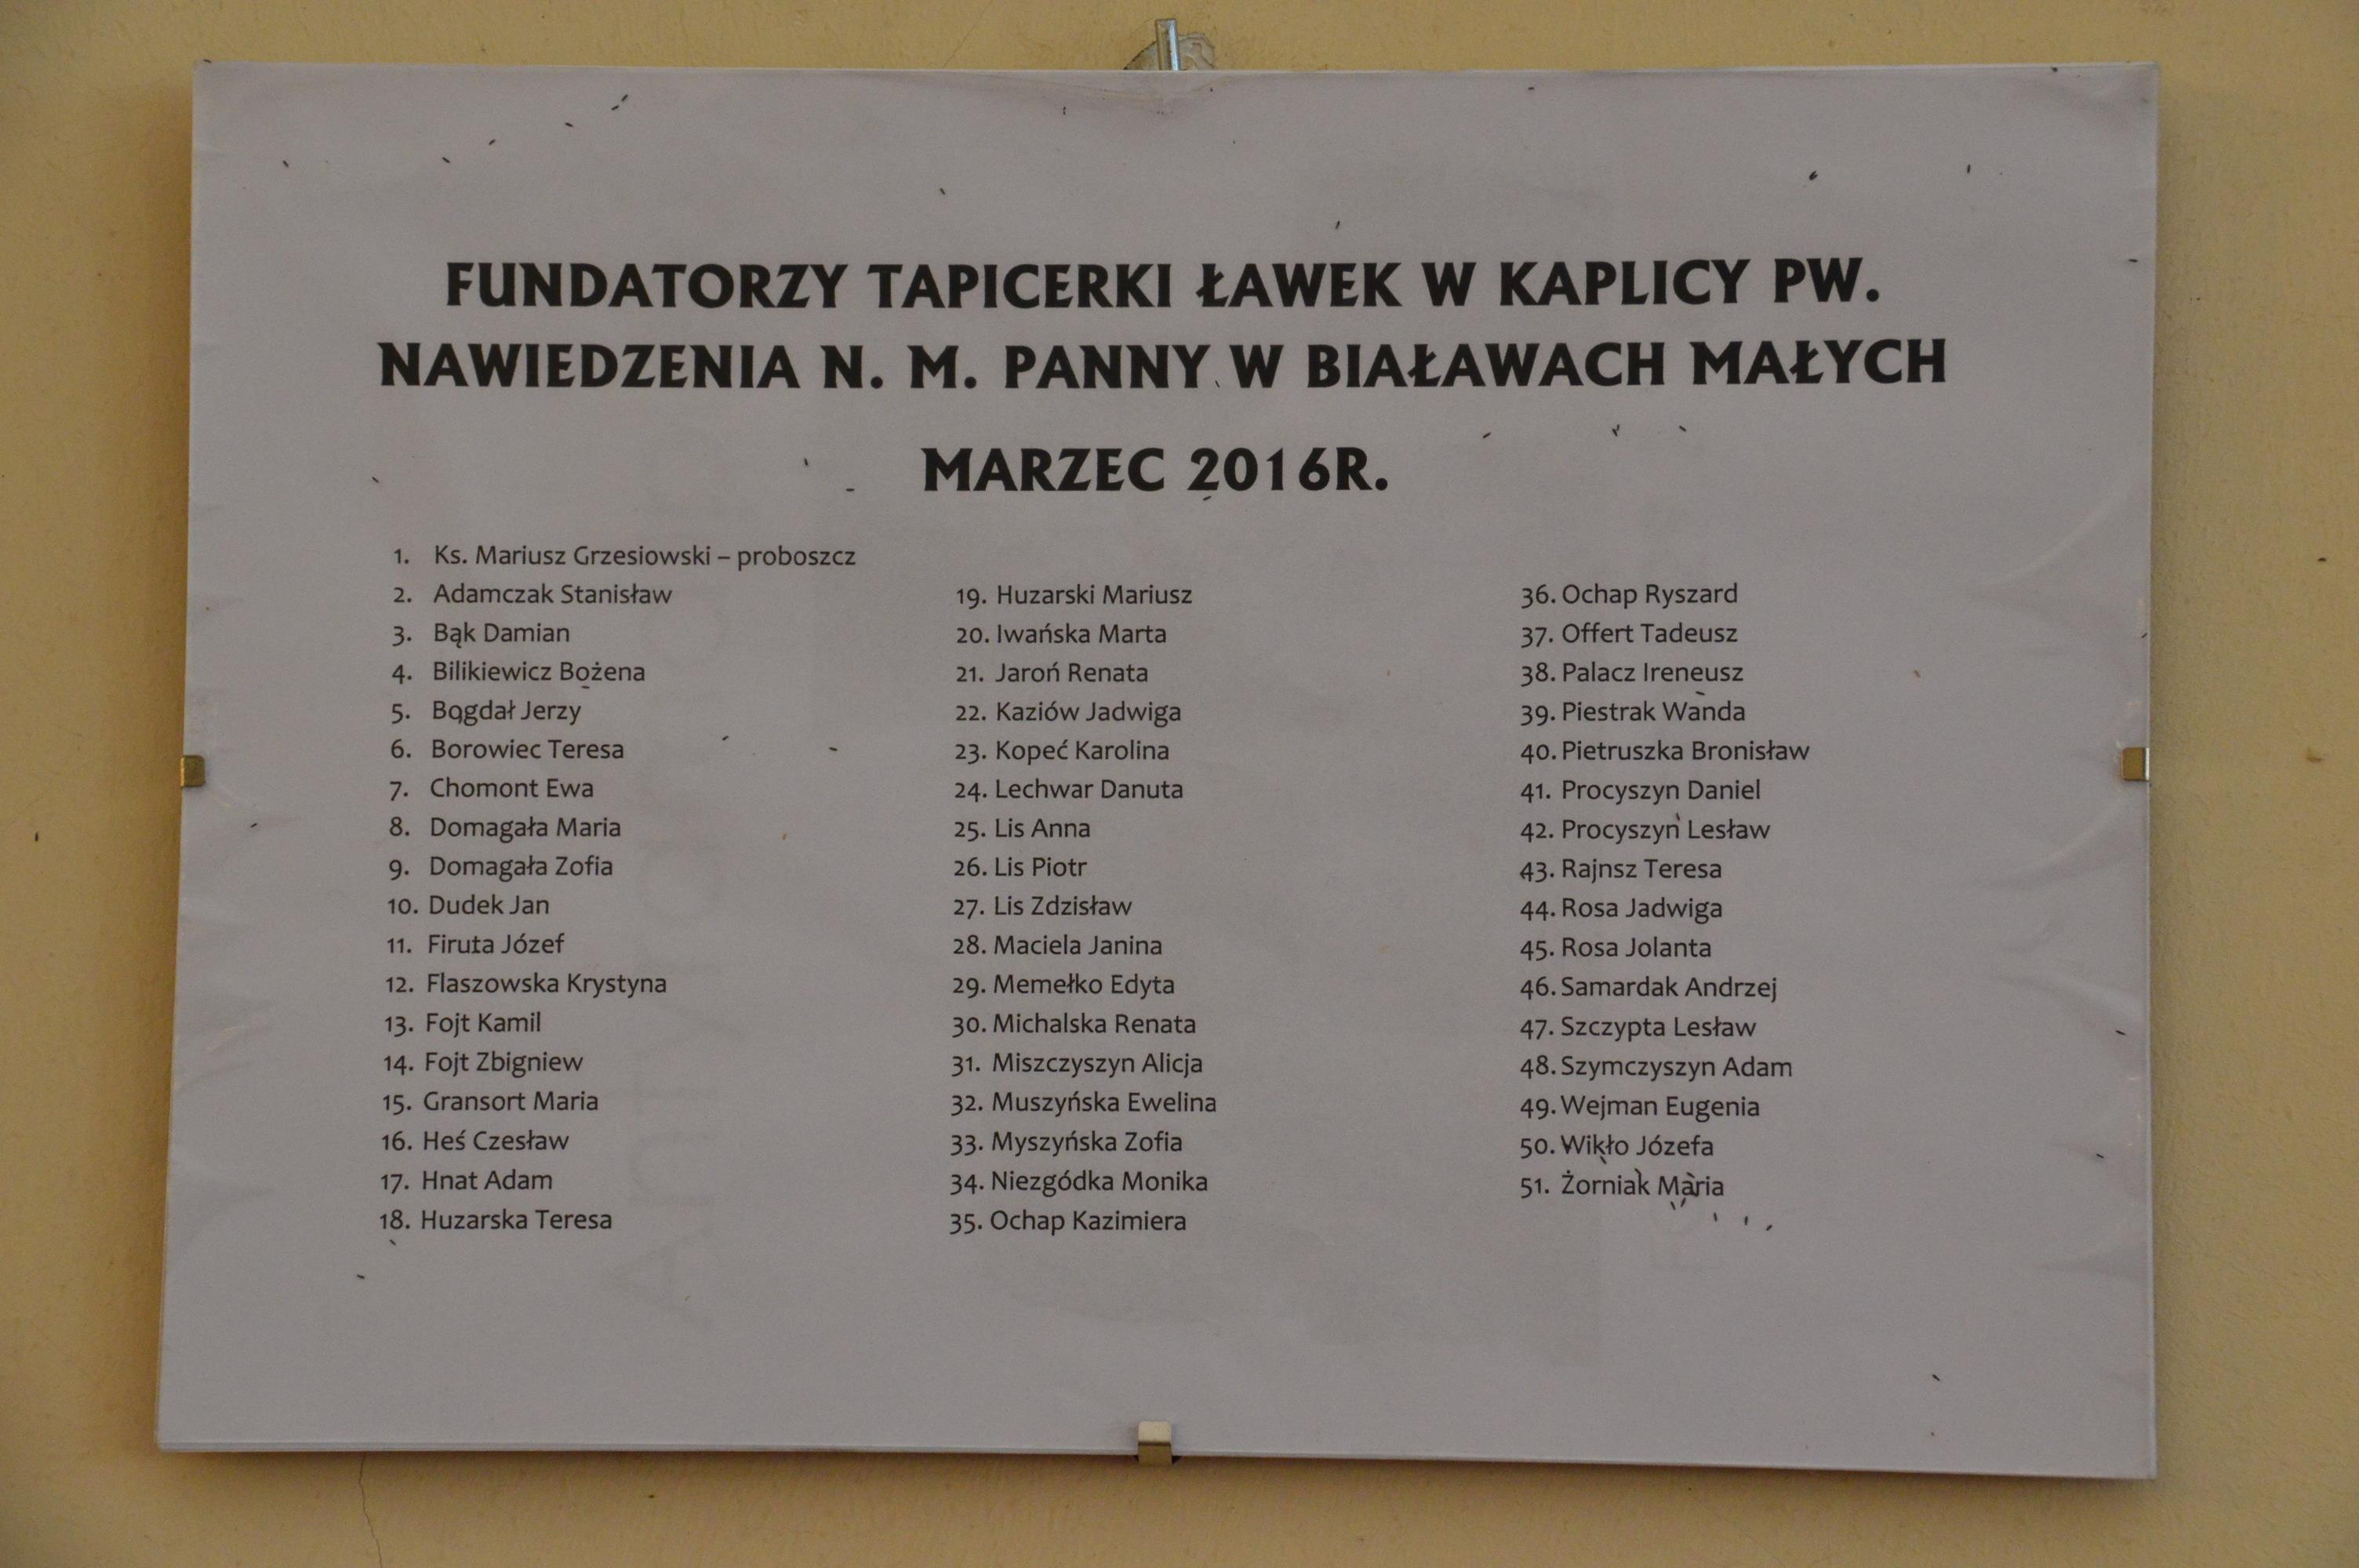 FUNDATORZY TAPICERKI ŁAWEK W KAPLICY PW.
NAWIEDZENIA N. M. PANNY W BIAŁAWACH MAŁYCH
MARZEC 2016R.
1. Ks. Mariusz Grzesiowski – proboszcz
2. Adamczak Stanisław
3. Bąk Damian
4. Bilikiewicz Bożena
5. Bogdał Jerzy
6. Borowiec Teresa
7. Chomont Ewa
8. Domagała Maria
9. Domagała Zofia
10. Dudek Jan
11. Firuta Józef
12. Flaszowska Krystyna
13. Fojt Kamil
14. Fojt Zbigniew
15. Gransort Maria
16. Heś Czesław
17. Hnat Adam
18. Huzarska Teresa
19. Huzarski Mariusz
20. Iwańska Marta
21. Jaroń Renata
22. Kaziów Jadwiga
23. Kopeć Karolina
24. Lechwar Danuta
25. Lis Anna
26. Lis Piotr
27. Lis Zdzisław
28. Maciela Janina
29. Memełko Edyta
30. Michalska Renata
31. Miszczyszyn Alicja
32. Muszyńska Ewelina
33. Myszyńska Zofia
34. Niezgódka Monika
35. Ochap Kazimiera
36. Ochap Ryszard
37. Offert Tadeusz
38. Palacz Ireneusz
39. Piestrak Wanda
40. Pietruszka Bronisław
41. Procyszyn Daniel
42. Procyszyn Lesław
43. Rajnsz Teresa
44. Rosa Jadwiga
45. Rosa Jolanta
46. Samardak Andrzej
47. Szczypta Lesław
48. Szymczyszyn Adam
49. Wejman Eugenia
50. Wikło Józefa
51. Żorniak Maria